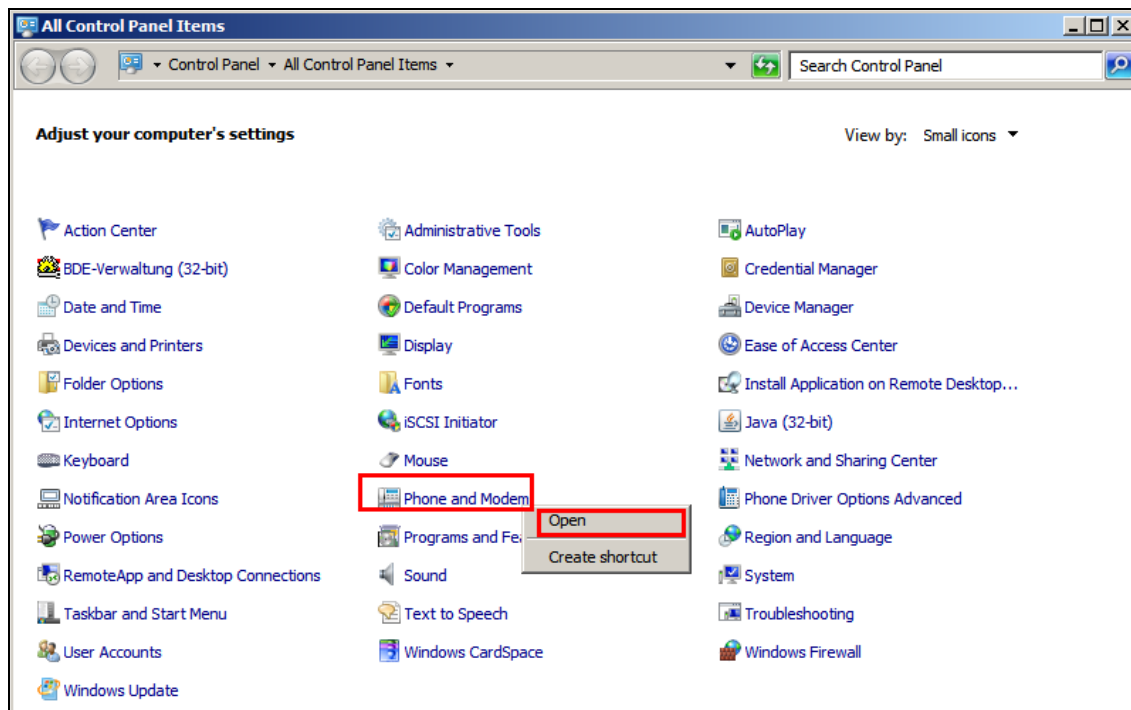 All Control Panel Items
Control Panel All Control Panel Items Search Control Panel
Adjust your computer's settings View by: Small icons
Action Center Administrative Tools AutoPlay
BDE-Verwaltung (32-bit) Color Management Credential Manager
Date and Time Default Programs Device Manager
Devices and Printers Display Ease of Access Center
Folder Options Fonts Install Application on Remote Desktop...
Internet Options iSCSI Initiator Java (32-bit)
Keyboard Mouse Network and Sharing Center
Notification Area Icons Phone and Modem Phone Driver Options Advanced
Open
Power Options Programs and Fea Region and Language
Create shortcut
RemoteApp and Desktop Connections Sound System
Taskbar and Start Menu Text to Speech Troubleshooting
User Accounts Windows CardSpace Windows Firewall
Windows Update